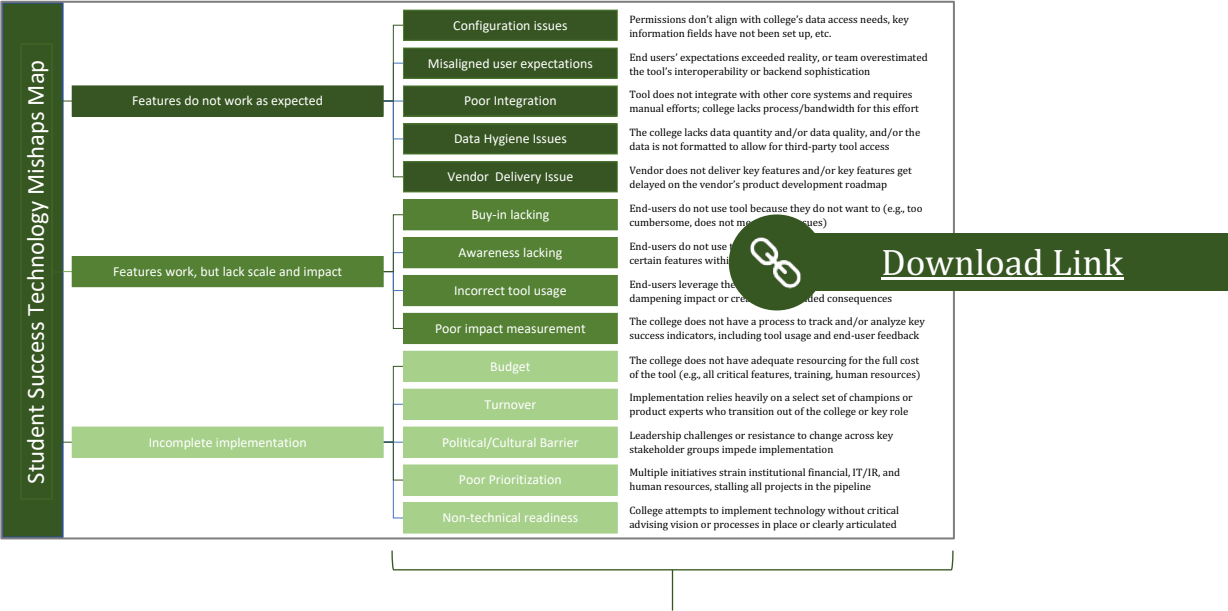 Student Success Technology Mishaps Map
Features do not work as expected
Configuration issues
Permissions don't align with college's data access needs, key
information fields have not been set up, etc.
Misaligned user expectations
End users' expectations exceeded reality, or team overestimated
the tool's interoperability or backend sophistication
Poor Integration
Tool does not integrate with other core systems and requires
manual efforts; college lacks process/bandwidth for this effort
Data Hygiene Issues
The college lacks data quantity and/or data quality, and/or the
data is not formatted to allow for third-party tool access
Vendor Delivery Issue
Vendor does not deliver key features and/or key features get
delayed on the vendor's product development roadmap
Features work, but lack scale and impact
Buy-in lacking
End-users do not use tool because they do not want to (e.g., too
cumbersome, does not
Awareness lacking
End-users do not use
certain features
Incorrect tool usage
End-users leverage the
dampening impact or consequences
Poor impact measurement
The college does not have a process to track and/or analyze key
success indicators, including tool usage and end-user feedback
Incomplete implementation
Budget
The college does not have adequate resourcing for the full cost
of the tool (e.g., all critical features, training, human resources)
Turnover
Implementation relies heavily on a select set of champions or
product experts who transition out of the college or key role
Political/Cultural Barrier
Leadership challenges or resistance to change across key
stakeholder groups impede implementation
Poor Prioritization
Multiple initiatives strain institutional financial, IT/IR, and
human resources, stalling all projects in the pipeline
Non-technical readiness
College attempts to implement technology without critical
advising vision or processes in place or clearly articulated
Download Link